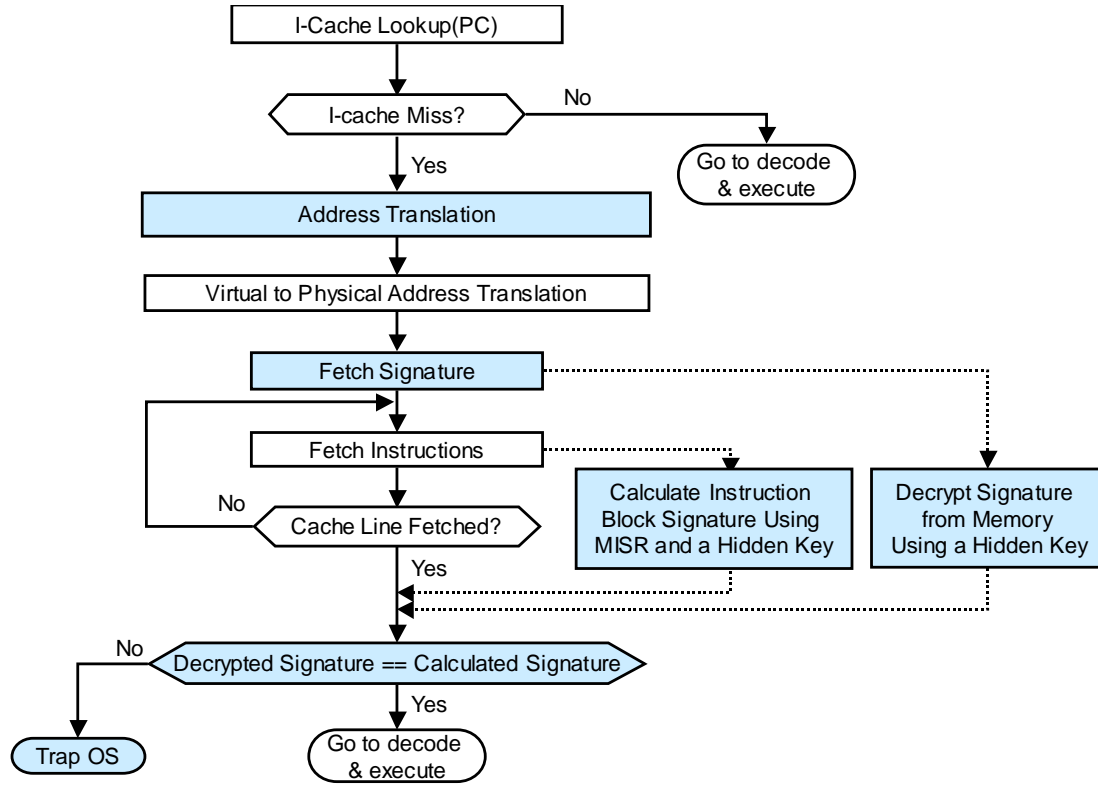 I-Cache Lookup(PC)
No
I-cache Miss?
Yes
Go to decode
& execute
Address Translation
Virtual to Physical Address Translation
Fetch Signature
Fetch Instructions
No
Cache Line Fetched?
Calculate Instruction
Block Signature Using
MISR and a Hidden Key
Decrypt Signature
from Memory
Using a Hidden Key
Yes
No
Decrypted Signature == Calculated Signature
Yes
Trap OS
Go to decode
& execute